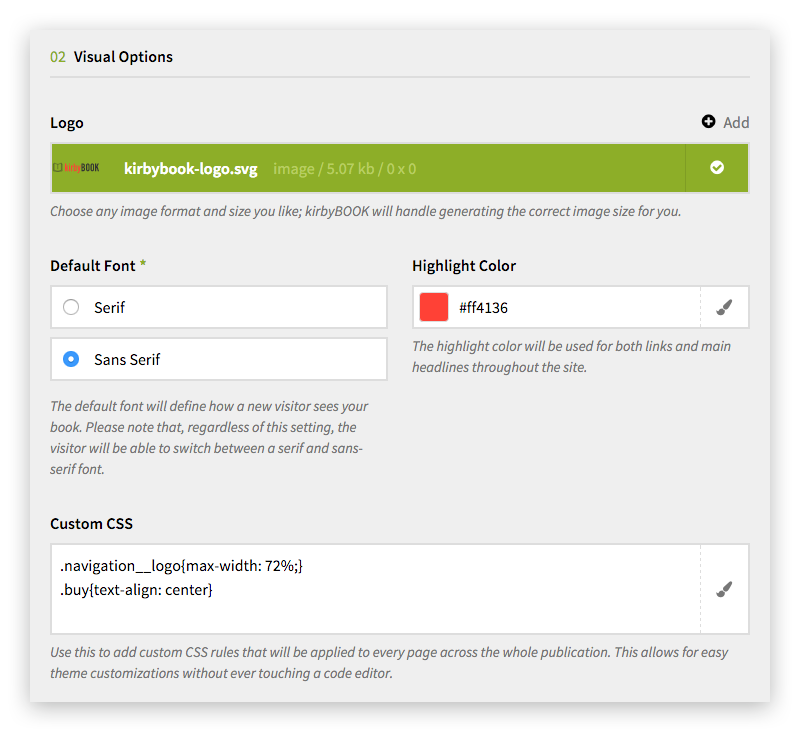 02 Visual Options
Logo
Add
kirbyBOOK
kirbybook-logo.svg image / 5.07 kb / 0 x 0
Choose any image format and size you like; kirbyBOOK will handle generating the correct image size for you.
Default Font *
Serif
Sans Serif
The default font will define how a new visitor sees your
book. Please note that, regardless of this setting, the
visitor will be able to switch between a serif and sans-
serif font.
Highlight Color
#ff4136
The highlight color will be used for both links and main
headlines throughout the site.
Custom CSS
.navigation__logo{max-width: 72%;}
.buy{text-align: center}
Use this to add custom CSS rules that will be applied to every page across the whole publication. This allows for easy
theme customizations without ever touching a code editor.